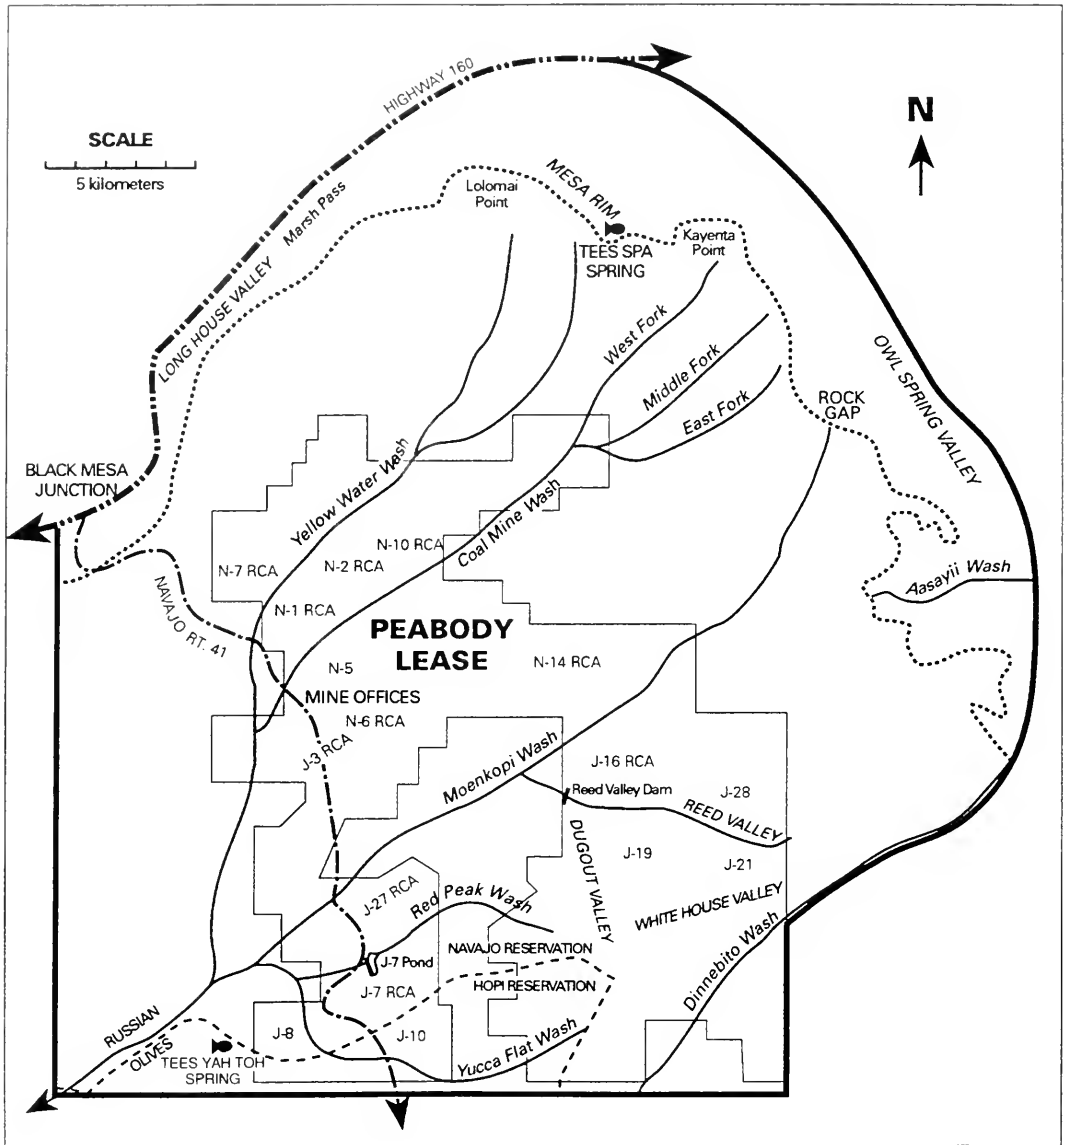 HIGHWAY 160
N
SCALE
5 kilometers
Lolomai
Point
MESA RIM
Marsh Pass
LONG HOUSE VALLEY
Kayenta
Point
TEES SPA
SPRING
West Fork
Middle Fork
East Fork
OWL SPRING VALLEY
ROCK
GAP
BLACK MESA
JUNCTION
Yellow Water Wash
Coal Mine Wash
N-10 RCA
N-7 RCA
N-2 RCA
Aasayii Wash
NAVAJO RT. 41
N-1 RCA
PEABODY
LEASE
N-5
N-14 RCA
MINE OFFICES
N-6 RCA
J-3 RCA
Moenkopi Wash
J-16 RCA
Reed Valley Dam
J-28
REED VALLEY
DUGOUT VALLEY
J-19
J-21
J-27 RCA
Red Peak Wash
WHITE HOUSE VALLEY
NAVAJO RESERVATION
J-7 Pond
HOPI RESERVATION
J-7 RCA
Dinnebito Wash
RUSSIAN
OLIVES
J-8
J-10
Yucca Flat Wash
TEES YAH TOH
SPRING